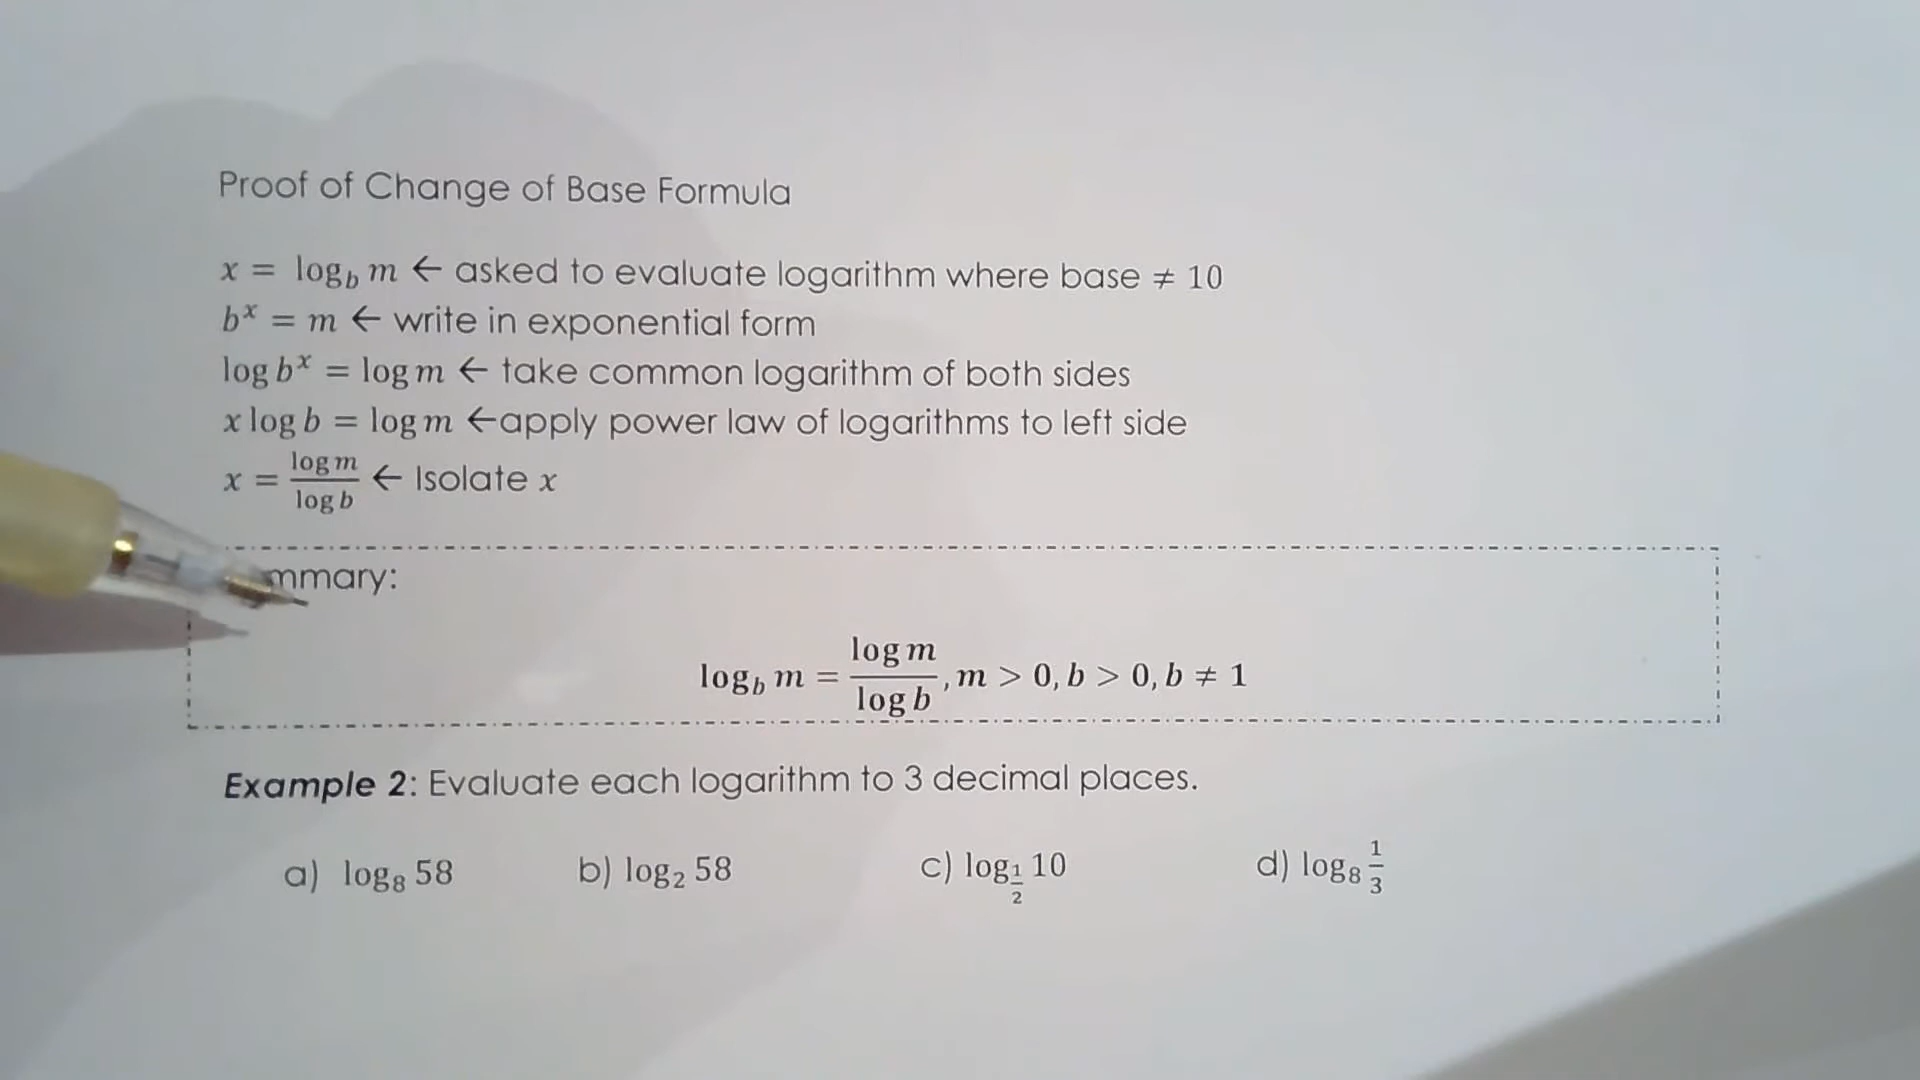 Proof of Change of Base Formula
x = log_b m ← asked to evaluate logarithm where base ≠ 10
b^x = m ← write in exponential form
log b^x = log m ← take common logarithm of both sides
x log b = log m ←apply power law of logarithms to left side
x = log m / log b ← Isolate x
mmary:
log_b m = log m / log b, m > 0, b > 0, b ≠ 1
Example 2: Evaluate each logarithm to 3 decimal places.
a) log_8 58 b) log_2 58 c) log_{1/2} 10 d) log_8 1/3